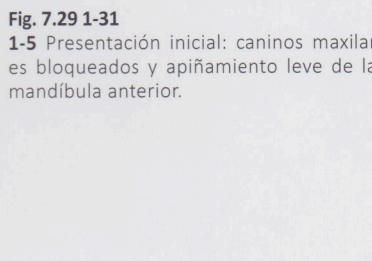 Fig. 7.29 1-31
1-5 Presentación inicial: caninos maxilar
es bloqueados y apiñamiento leve de la
mandíbula anterior.